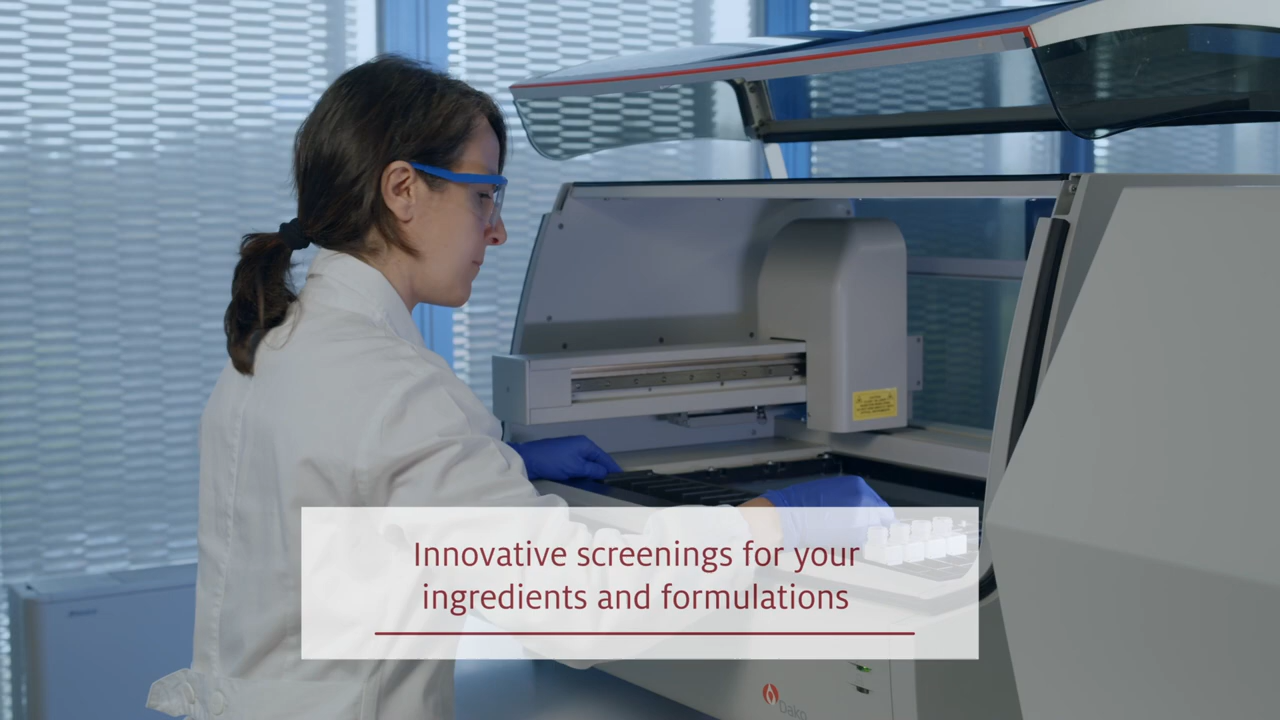 Innovative screenings for your
ingredients and formulations
Dako